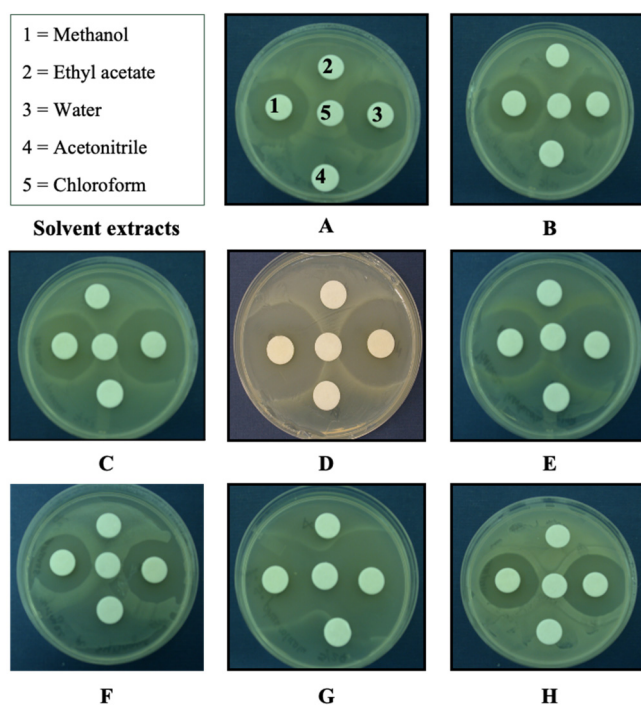 1 = Methanol
2 = Ethyl acetate
3 = Water
4 = Acetonitrile
5 = Chloroform
Solvent extracts
2
1
5
3
4
A
B
C
D
E
F
G
H